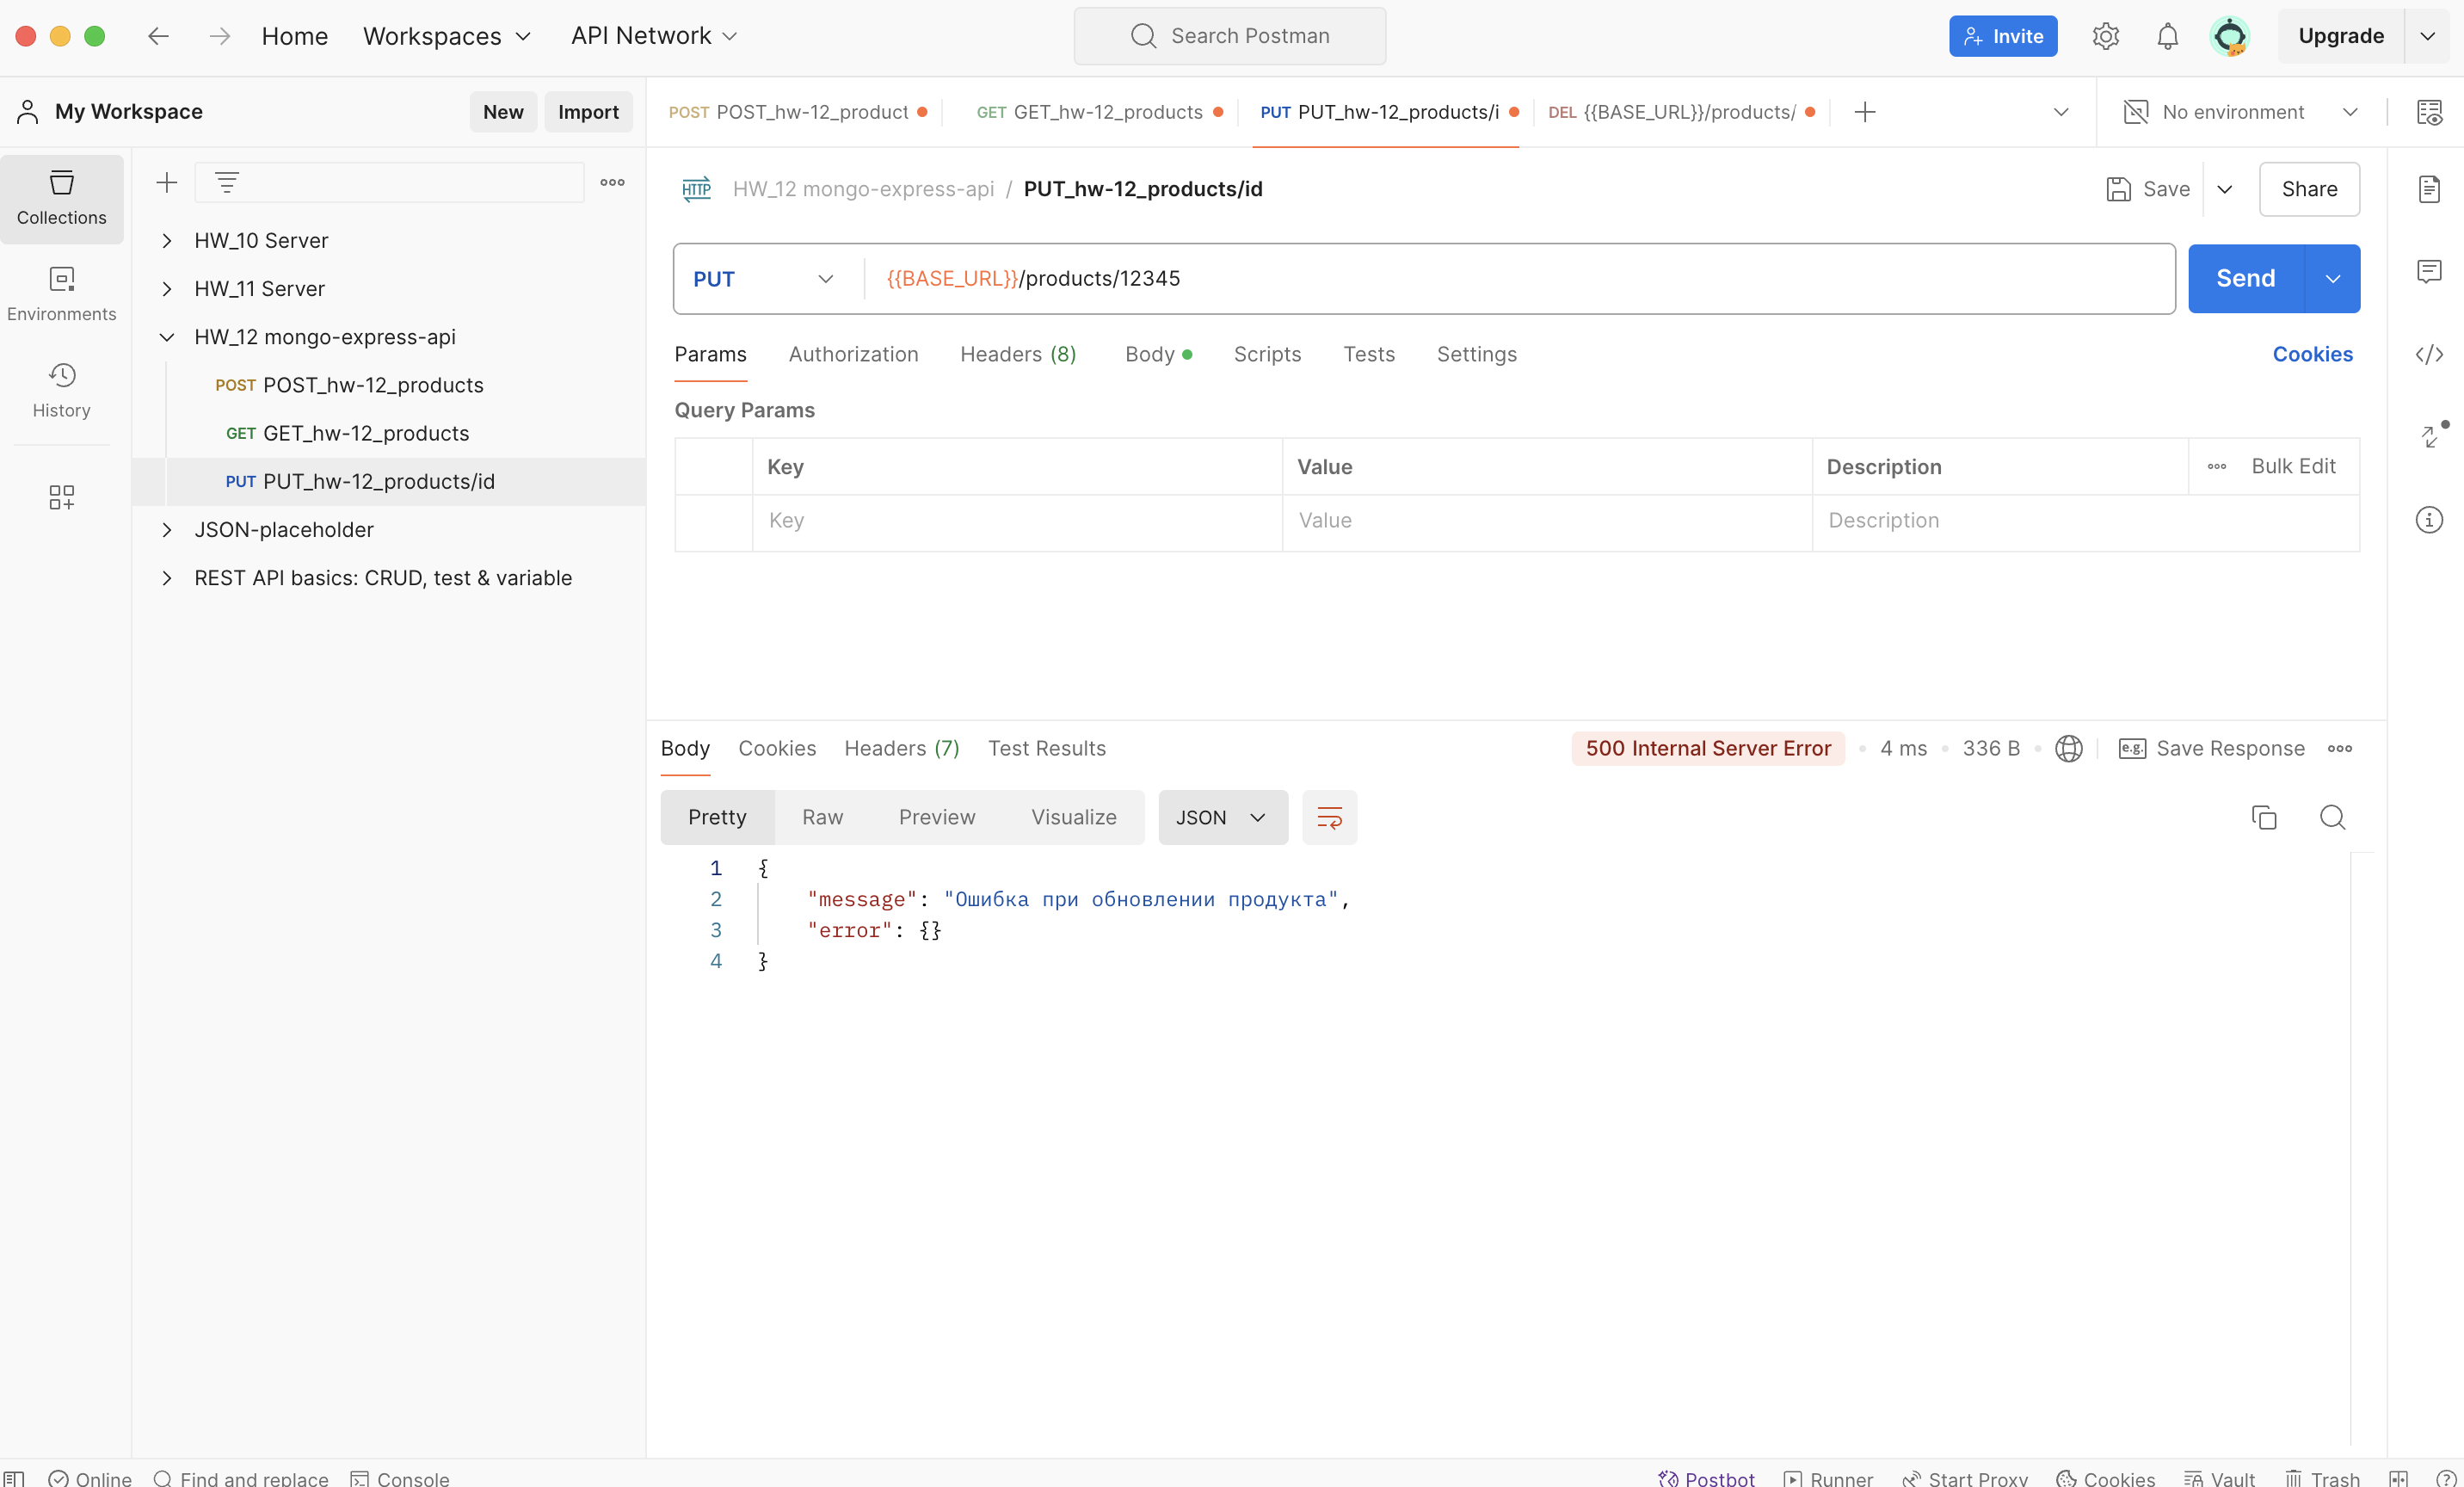 Home Workspaces API Network Search Postman Invite Upgrade
My Workspace New Import POST POST_hw-12_product GET GET_hw-12_products PUT PUT_hw-12_products/i DEL {{BASE_URL}}/products/ No environment
Collections
Environments
History
HW_10 Server
HW_11 Server
HW_12 mongo-express-api
POST POST_hw-12_products
GET GET_hw-12_products
PUT PUT_hw-12_products/id
JSON-placeholder
REST API basics: CRUD, test & variable
HTTP HW_12 mongo-express-api / PUT_hw-12_products/id Save Share
PUT {{BASE_URL}}/products/12345 Send
Params Authorization Headers (8) Body Scripts Tests Settings Cookies
Query Params
Key Value Description Bulk Edit
Key Value Description
Body Cookies Headers (7) Test Results 500 Internal Server Error 4 ms 336 B e.g. Save Response
Pretty Raw Preview Visualize JSON
1 {
2 "message": "Ошибка при обновлении продукта",
3 "error": {}
4 }
Online Find and replace Console Postbot Runner Start Proxy Cookies Vault Trash